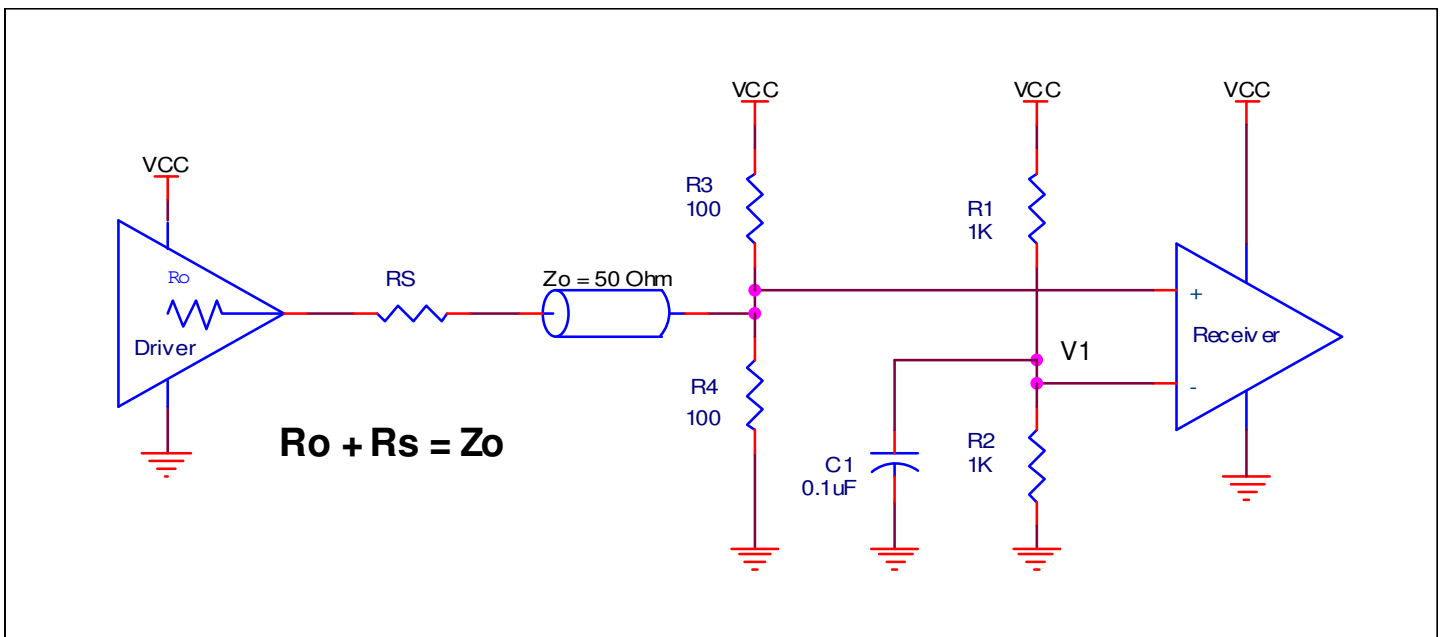 VCC
VCC
VCC
VCC
R3
100
R1
1K
Ro
RS
Zo = 50 Ohm
+
Driver
Receiver
V1
-
R4
100
Ro + Rs = Zo
R2
1K
C1
0.1uF